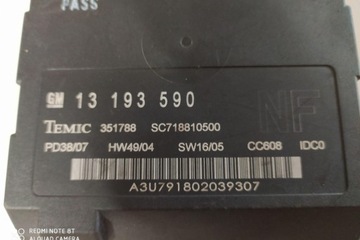 PASS
GM 13 193 590 NF
TEMIC 351788 SC718810500
PD38/07 HW49/04 SW16/05 CC608 IDC0
A3U791802039307
REDMI NOTE 8T
AI QUAD CAMERA